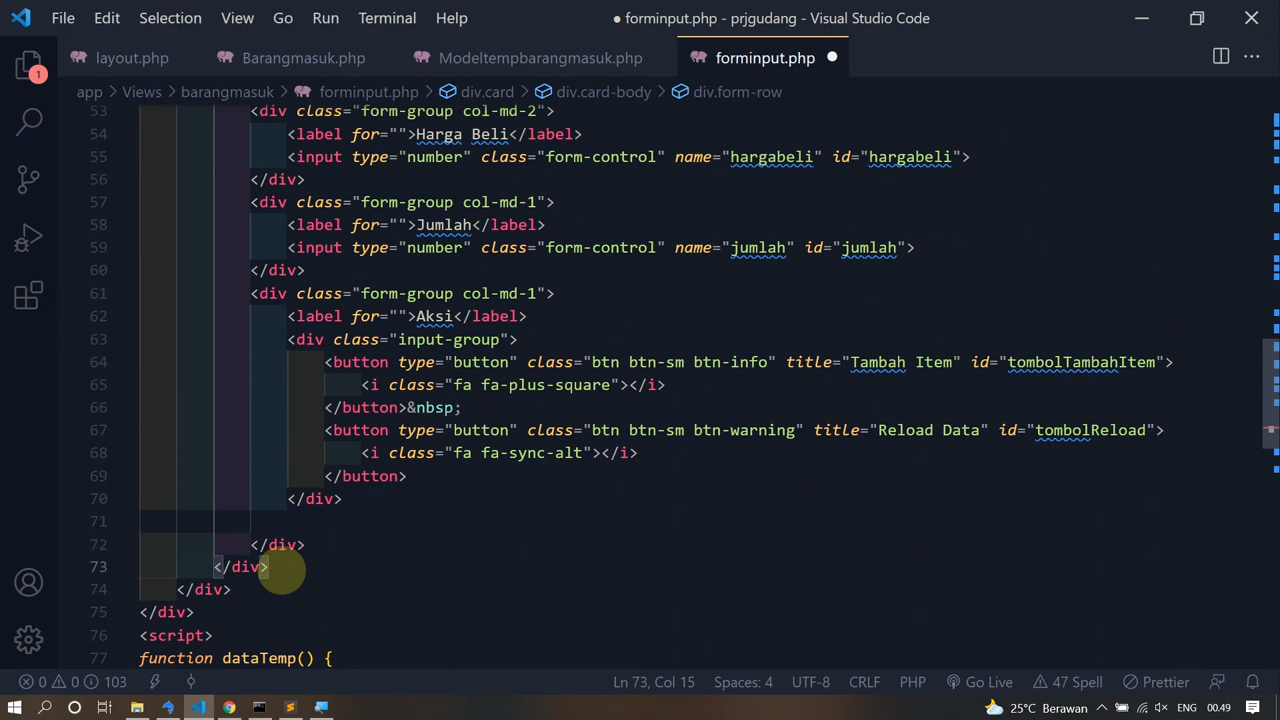 File Edit Selection View Go Run Terminal Help
● forminput.php - prjgudang - Visual Studio Code
layout.php
Barangmasuk.php
Modeltempbarangmasuk.php
forminput.php
app > Views > barangmasuk > forminput.php > div.card > div.card-body > div.form-row
1
53 <div class="form-group col-md-2">
54 <label for="">Harga Beli</label>
55 <input type="number" class="form-control" name="hargabeli" id="hargabeli">
56 </div>
57 <div class="form-group col-md-1">
58 <label for="">Jumlah</label>
59 <input type="number" class="form-control" name="jumlah" id="jumlah">
60 </div>
61 <div class="form-group col-md-1">
62 <label for="">Aksi</label>
63 <div class="input-group">
64 <button type="button" class="btn btn-sm btn-info" title="Tambah Item" id="tombolTambahItem">
65 <i class="fa fa-plus-square"></i>
66 </button>&nbsp;
67 <button type="button" class="btn btn-sm btn-warning" title="Reload Data" id="tombolReload">
68 <i class="fa fa-sync-alt"></i>
69 </button>
70 </div>
71
72 </div>
73 </div>
74 </div>
75 </div>
76 <script>
77 function dataTemp() {
0 0 103
Ln 73, Col 15 Spaces: 4 UTF-8 CRLF PHP Go Live 47 Spell Prettier
25°C Berawan ENG 00.49